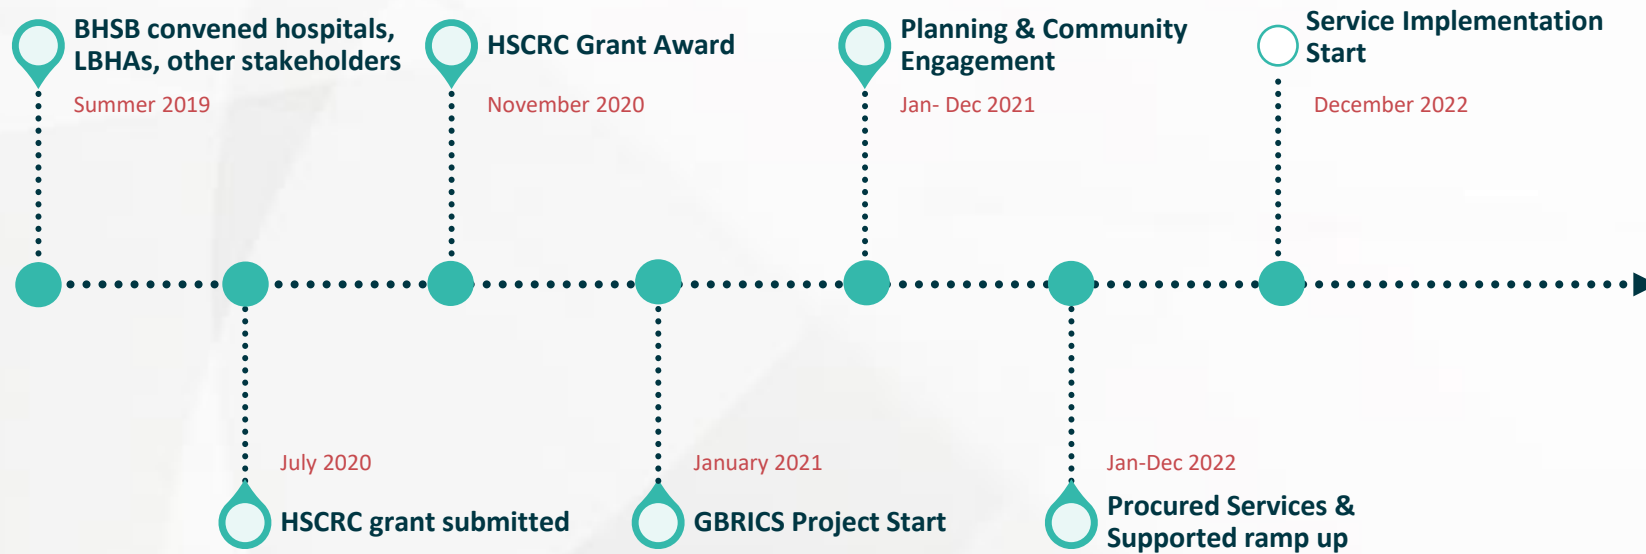 BHSB convened hospitals,
LBHAs, other stakeholders
Summer 2019
HSCRC Grant Award
November 2020
Planning & Community
Engagement
Jan- Dec 2021
Service Implementation
Start
December 2022
July 2020
HSCRC grant submitted
January 2021
GBRICS Project Start
Jan-Dec 2022
Procured Services &
Supported ramp up